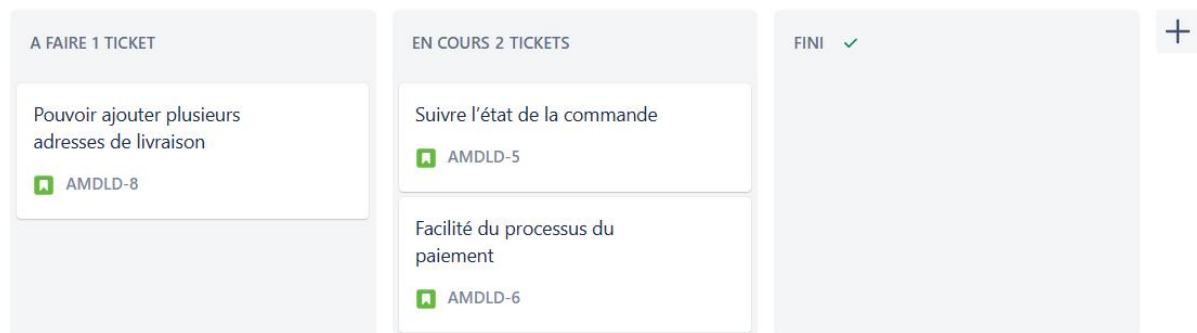 A FAIRE 1 TICKET
Pouvoir ajouter plusieurs
adresses de livraison
AMDLD-8
EN COURS 2 TICKETS
Suivre l’état de la commande
AMDLD-5
Facilité du processus du
paiement
AMDLD-6
FINI